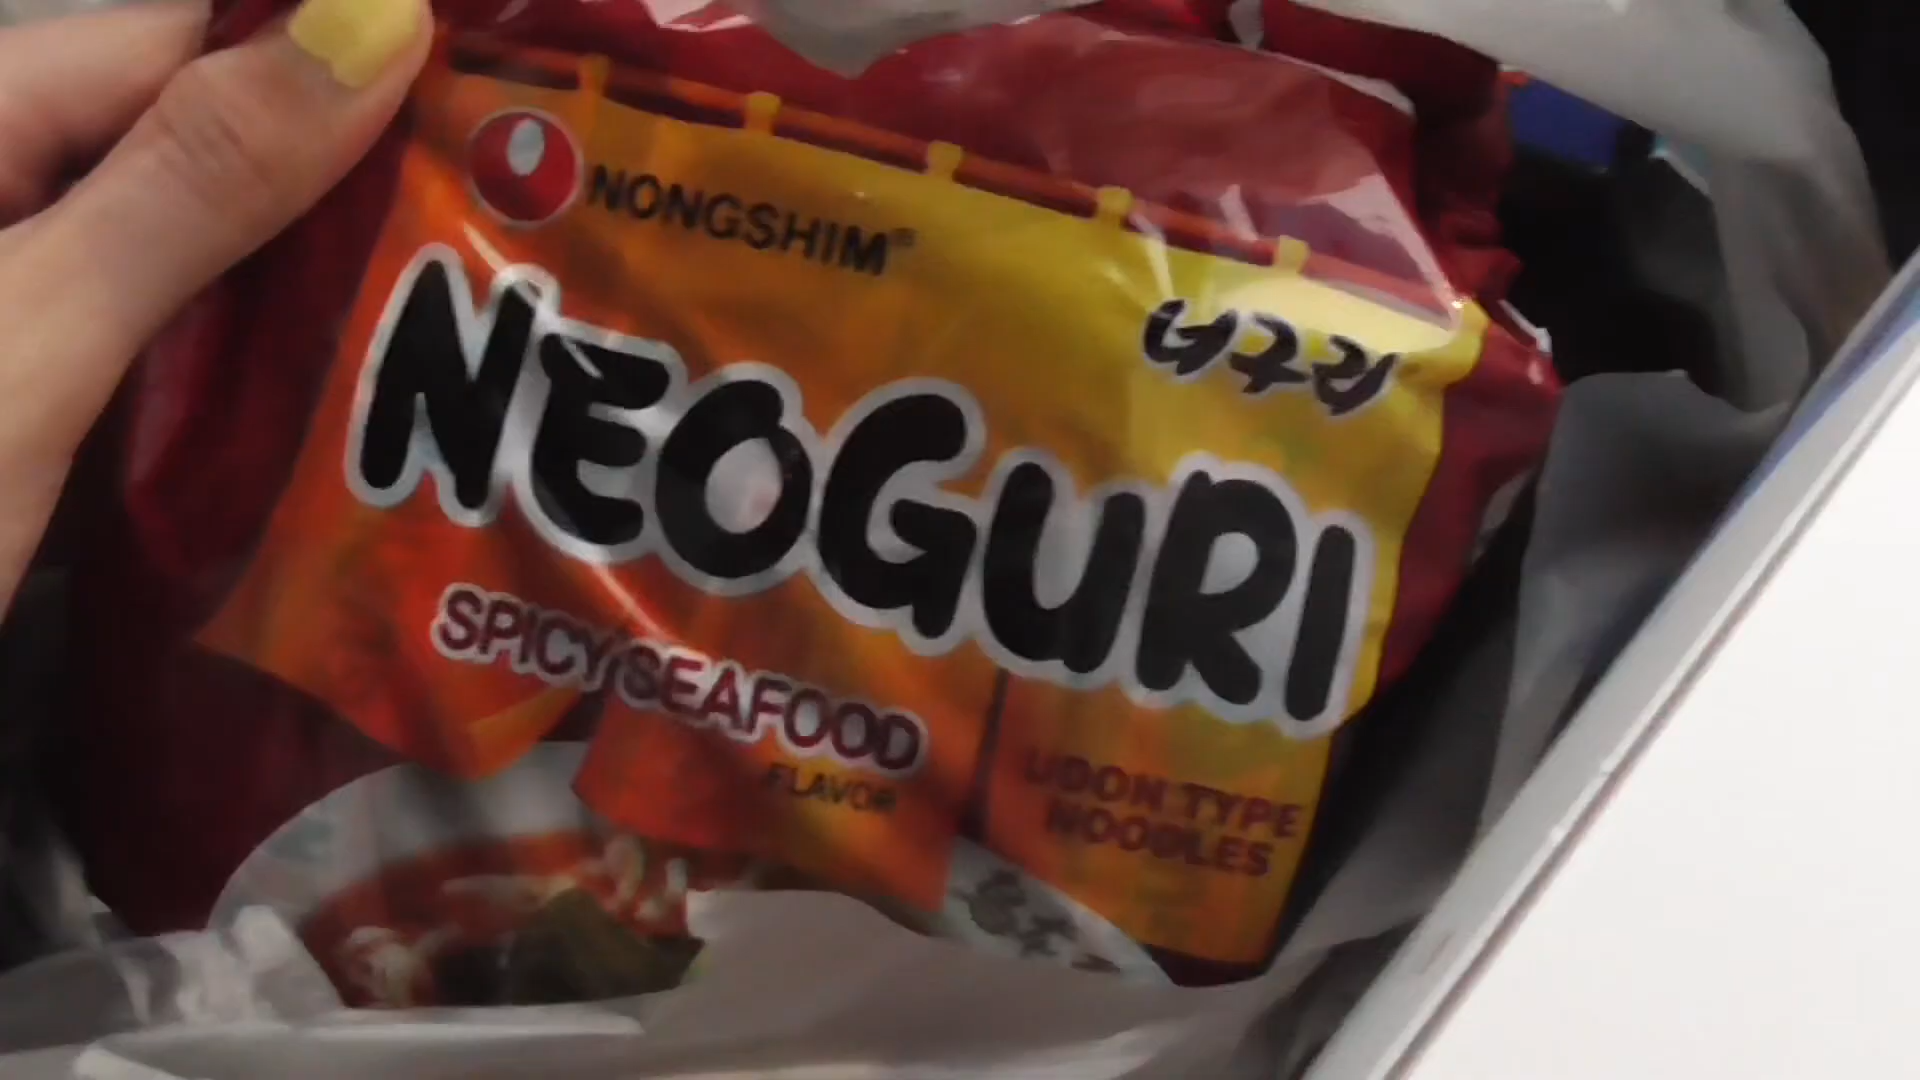 NONGSHIM®
너구리
NEOGURI
SPICY SEAFOOD
FLAVOR
UDON TYPE
NOODLES